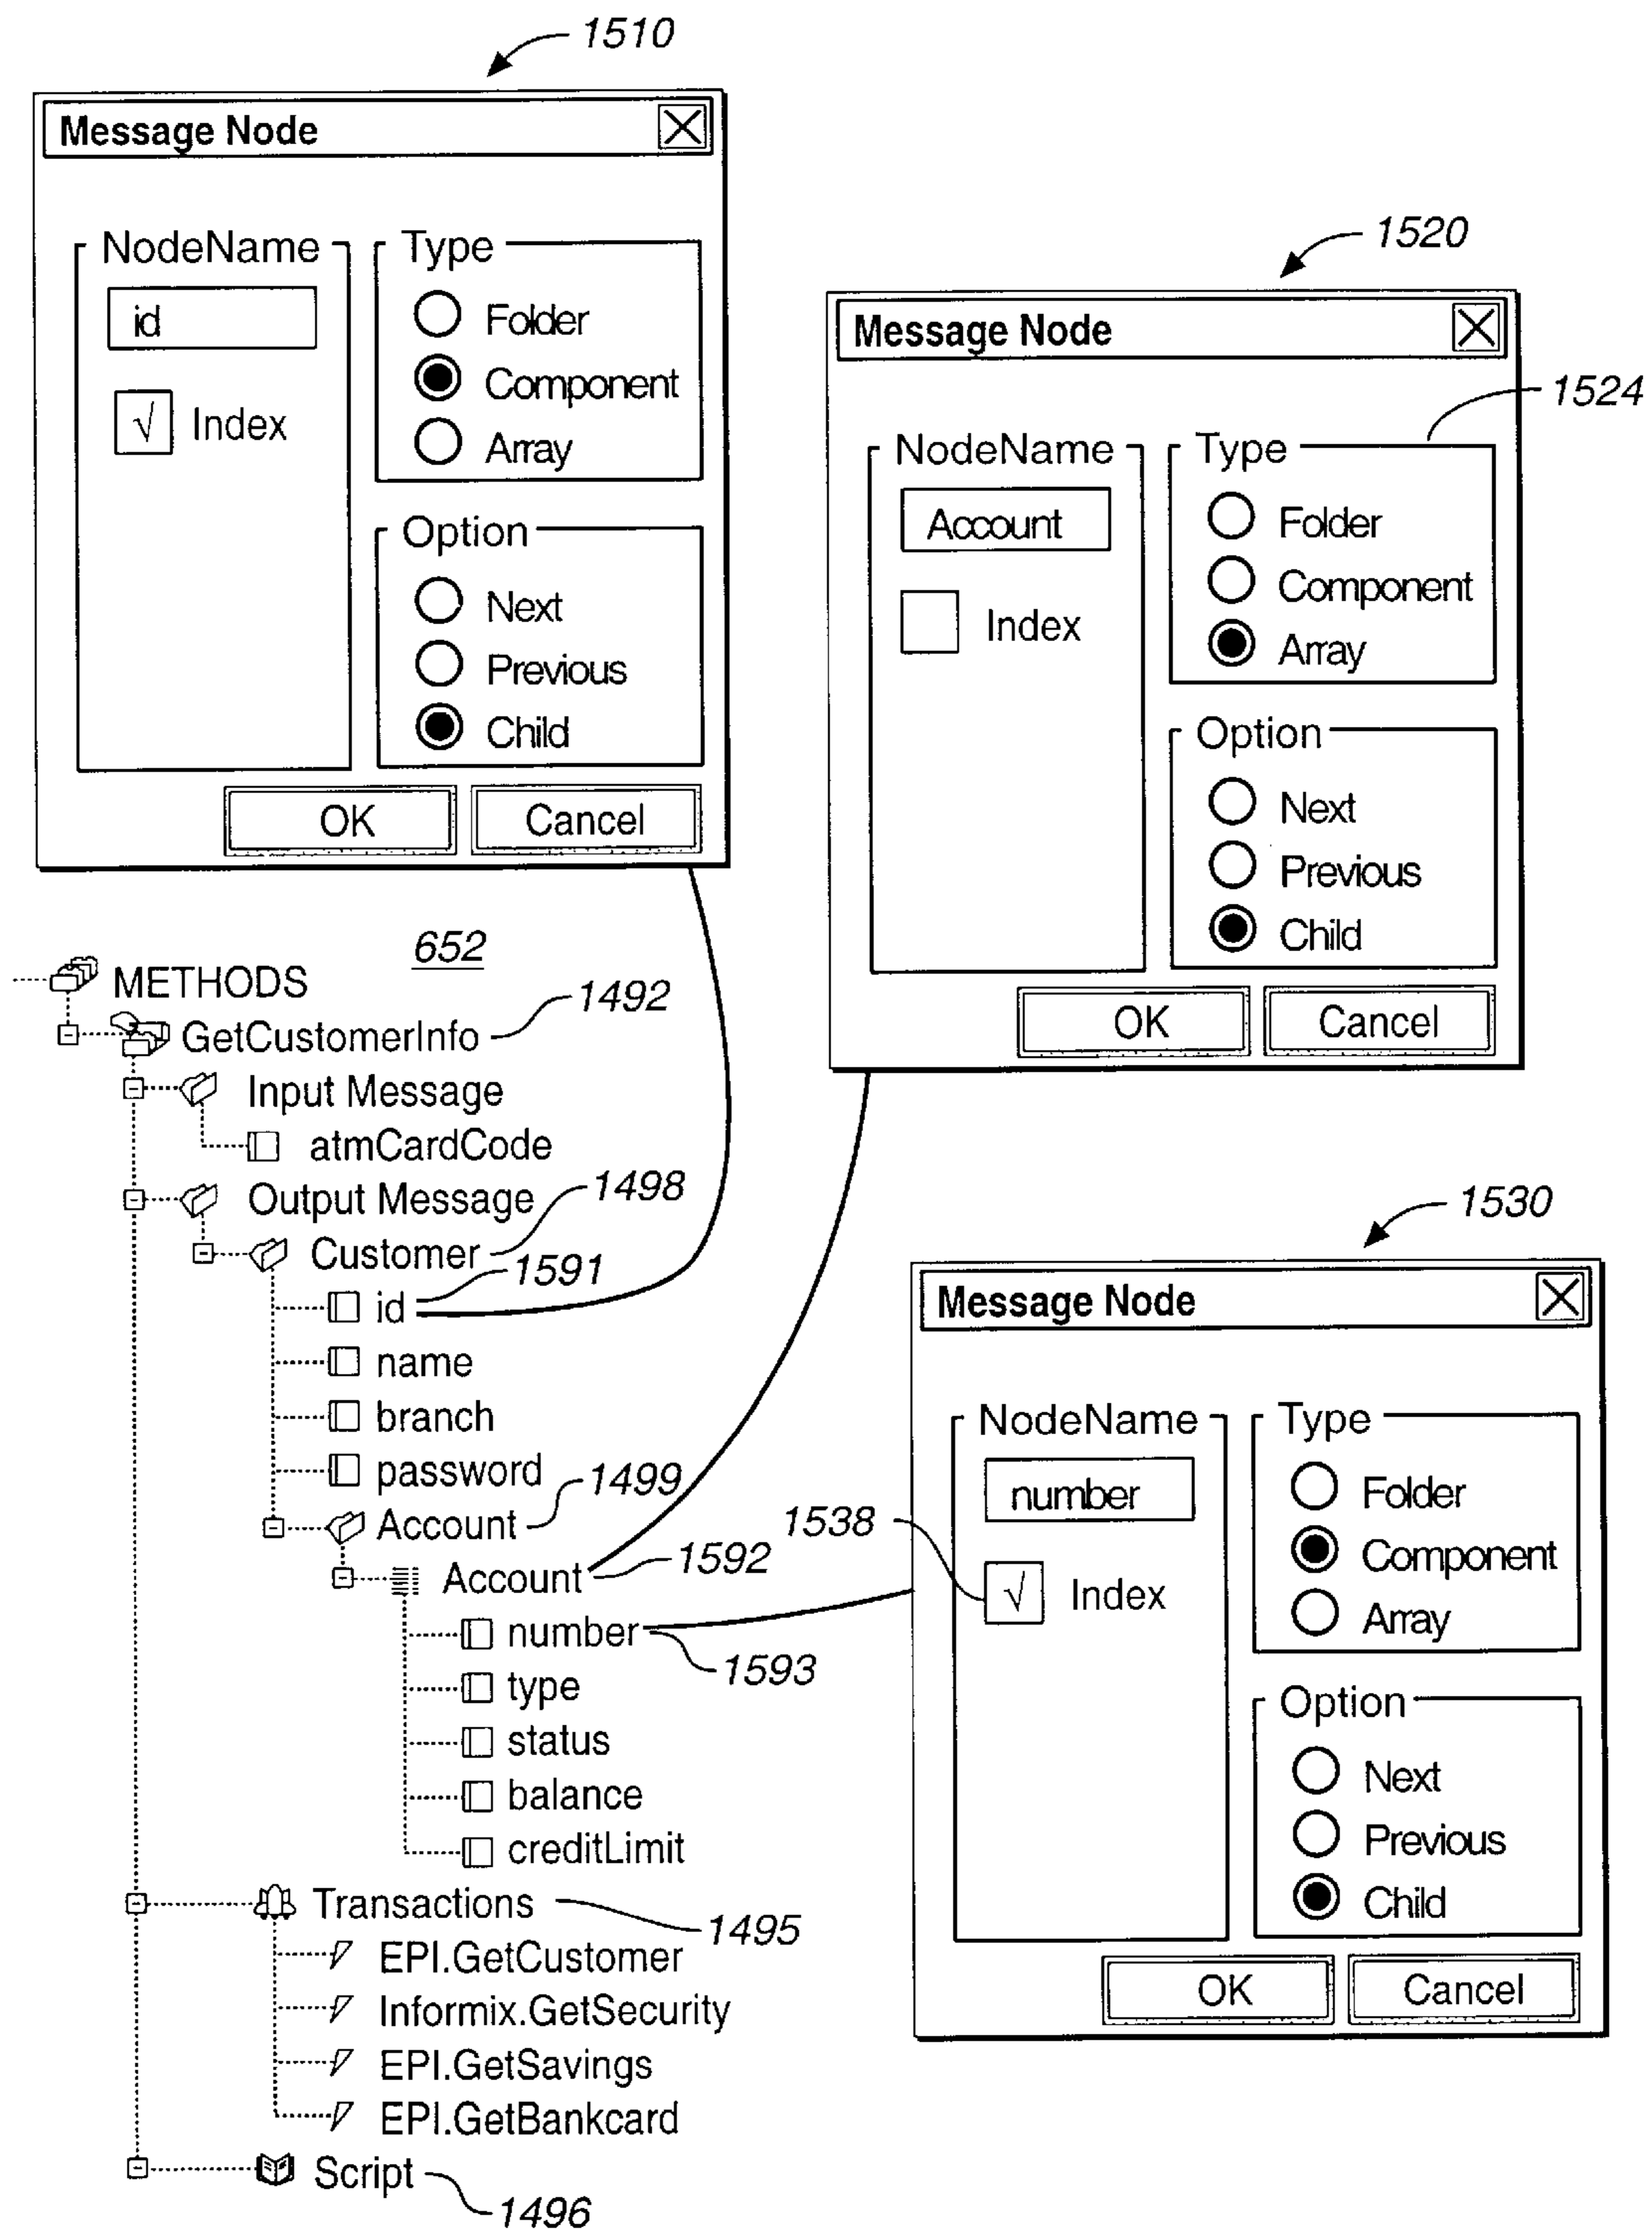 1510
Message Node
NodeName
id
√ Index
Type
Folder
Component
Array
Option
Next
Previous
Child
OK
Cancel
1520
Message Node
1524
NodeName
Account
Index
Type
Folder
Component
Array
Option
Next
Previous
Child
OK
Cancel
652
METHODS
GetCustomerInfo
1492
Input Message
atmCardCode
Output Message
1498
Customer
1591
id
name
branch
password
1499
Account
Account
1592
number
1593
type
status
balance
creditLimit
Transactions
1495
EPI.GetCustomer
Informix.GetSecurity
EPI.GetSavings
EPI.GetBankcard
Script
1496
1530
Message Node
NodeName
number
1538
√ Index
Type
Folder
Component
Array
Option
Next
Previous
Child
OK
Cancel